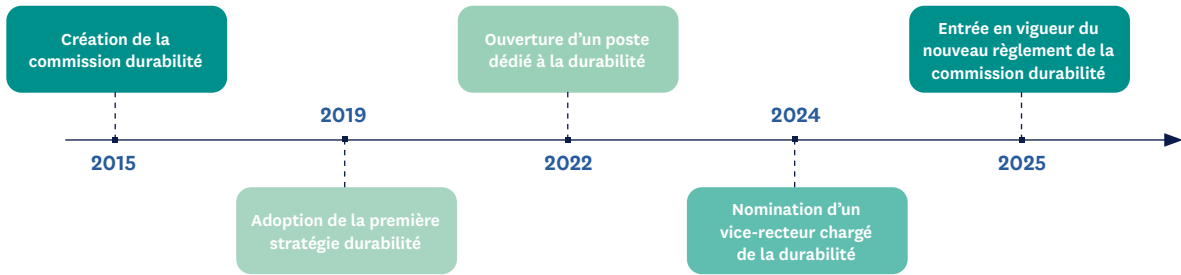 Création de la
commission durabilité
2015
2019
Adoption de la première
stratégie durabilité
Ouverture d’un poste
dédié à la durabilité
2022
2024
Nomination d’un
vice-recteur chargé
de la durabilité
Entrée en vigueur du
nouveau règlement de la
commission durabilité
2025